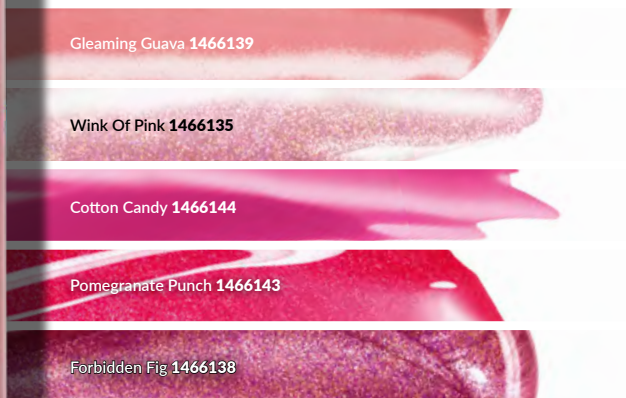 Gleaming Guava 1466139
Wink Of Pink 1466135
Cotton Candy 1466144
Pomegranate Punch 1466143
Forbidden Fig 1466138